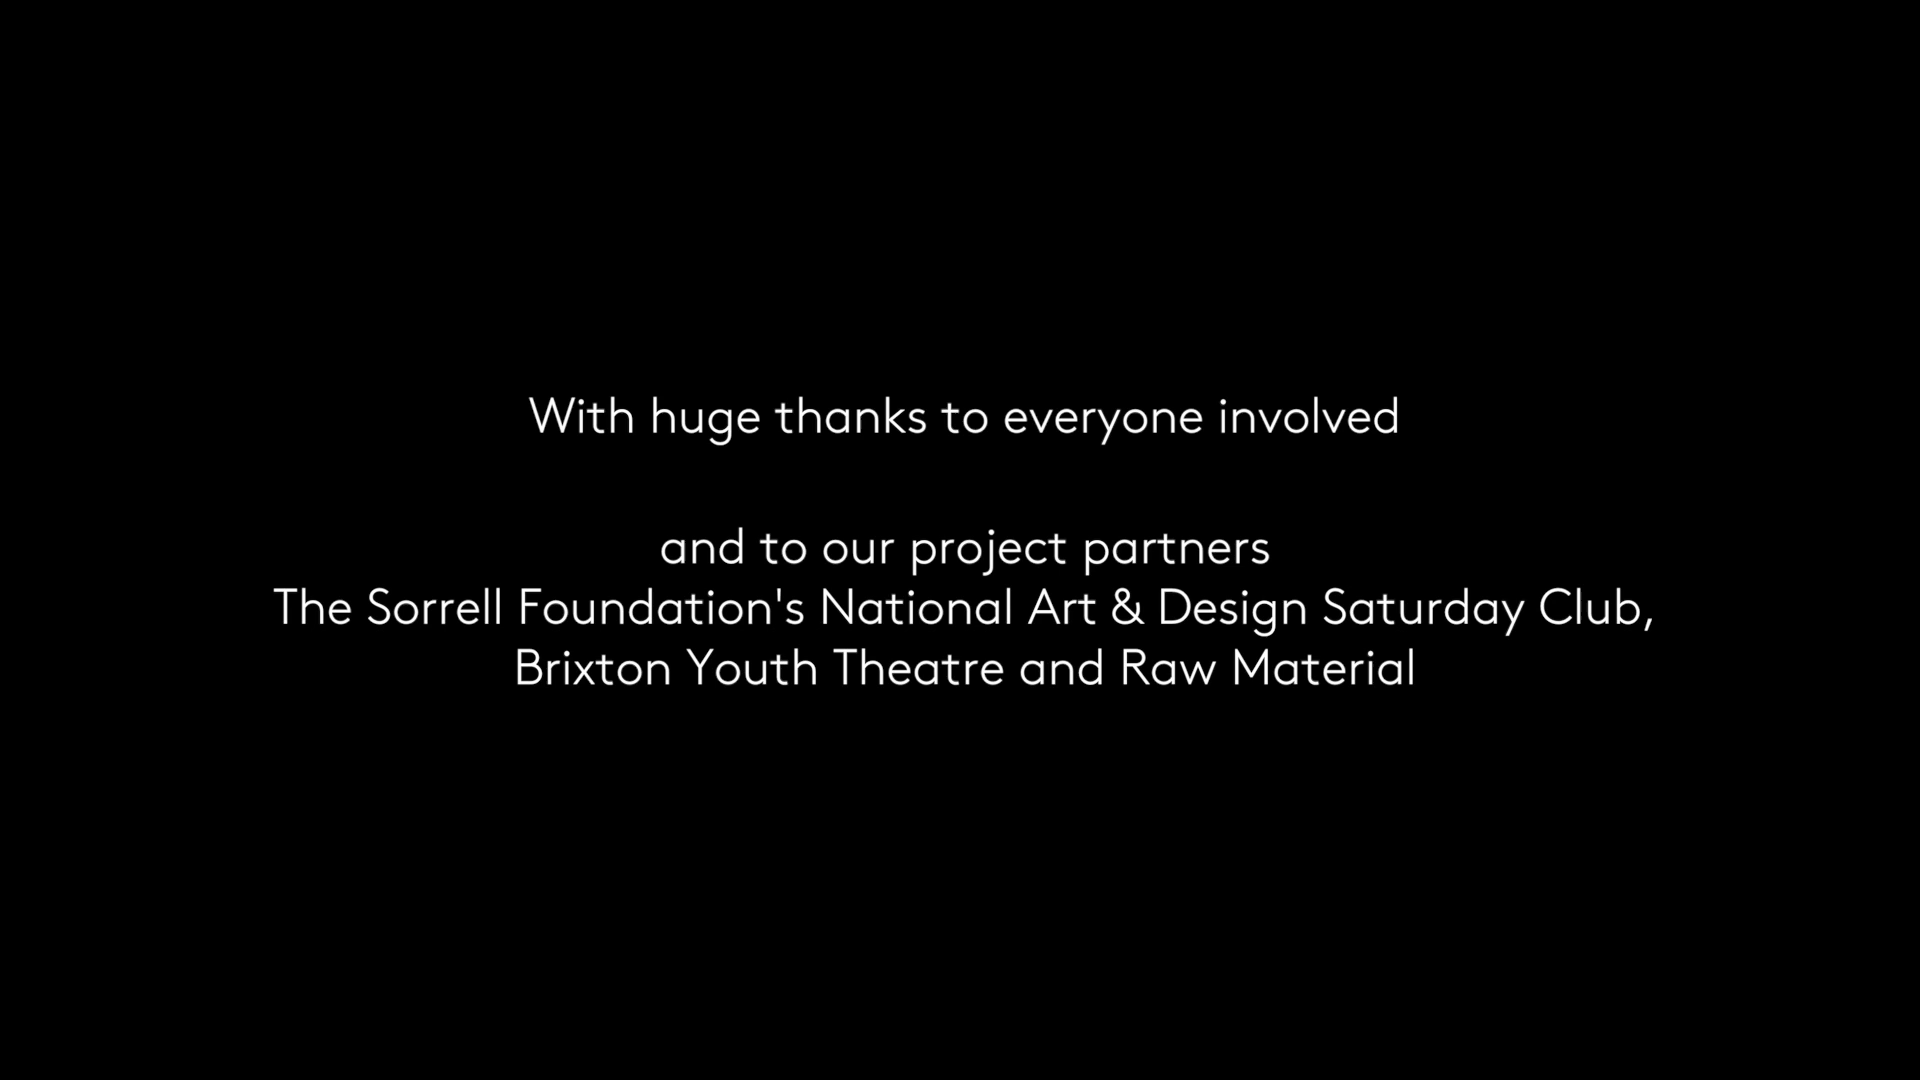 With huge thanks to everyone involved
and to our project partners
The Sorrell Foundation's National Art & Design Saturday Club,
Brixton Youth Theatre and Raw Material